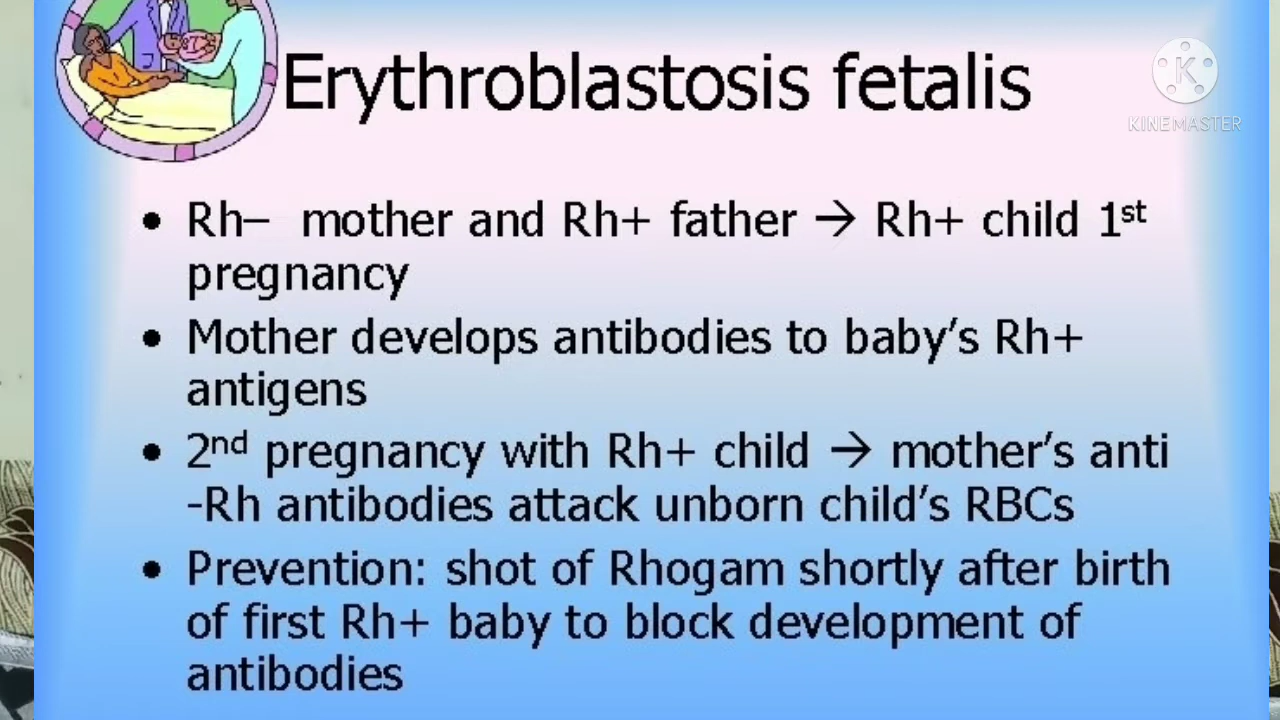 Erythroblastosis fetalis
K
KINEMASTER
• Rh– mother and Rh+ father → Rh+ child 1st
pregnancy
• Mother develops antibodies to baby’s Rh+
antigens
• 2nd pregnancy with Rh+ child → mother’s anti
-Rh antibodies attack unborn child’s RBCs
• Prevention: shot of Rhogam shortly after birth
of first Rh+ baby to block development of
antibodies